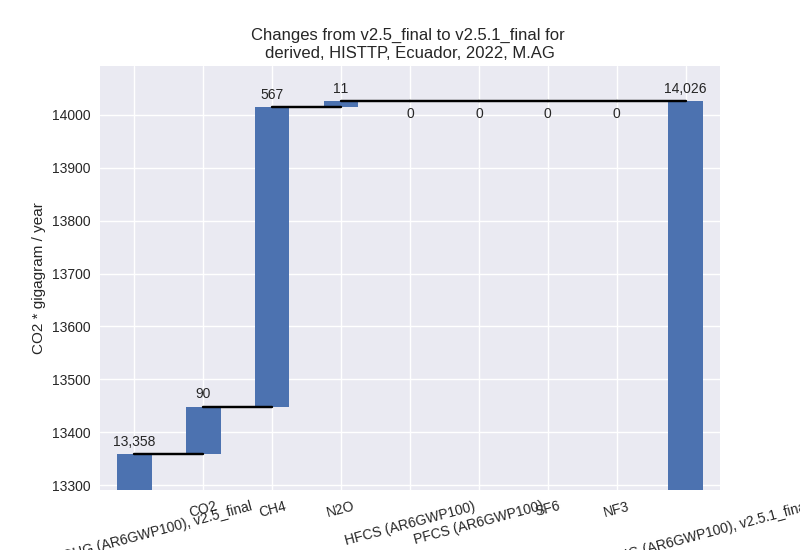 Changes from v2.5_final to v2.5.1_final for
derived, HISTTP, Ecuador, 2022, M.AG
CO2 * gigagram / year
14000
13900
13800
13700
13600
13500
13400
13300
13,358
90
567
11
0
0
0
0
14,026
(AR6GWP100), v2.5_final
CO2
CH4
N2O
HFCS (AR6GWP100)
PFCS (AR6GWP100)
SF6
NF3
(AR6GWP100), v2.5.1_fina